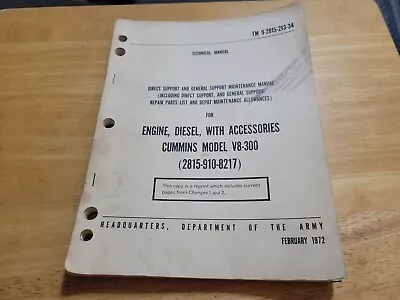 TM 9-2815-213-34
TECHNICAL MANUAL
DIRECT SUPPORT AND GENERAL SUPPORT MAINTENANCE MANUAL
(INCLUDING DIRECT SUPPORT, AND GENERAL SUPPORT
REPAIR PARTS LIST AND DEPOT MAINTENANCE ALLOWANCES)
FOR
ENGINE, DIESEL, WITH ACCESSORIES
CUMMINS MODEL V8-300
(2815-910-8217)
This copy is a reprint which includes current
pages from Changes 1 and 2.
HEADQUARTERS, DEPARTMENT OF THE ARMY
FEBRUARY 1972